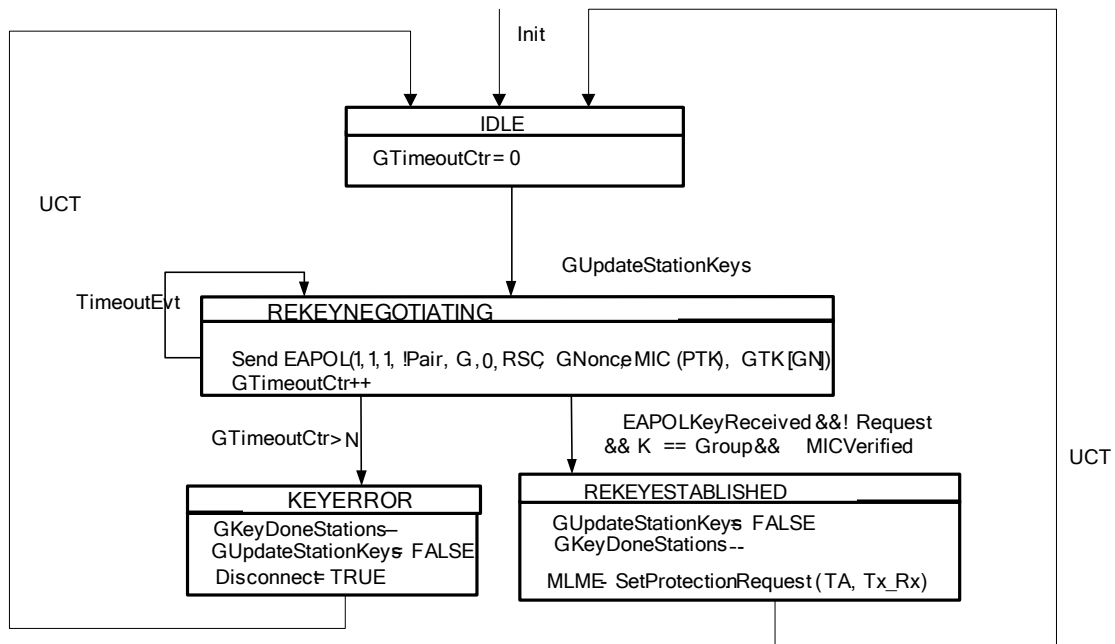 Init
IDLE
GTimeoutCtr = 0
UCT
GUpdateStationKeys
TimeoutEvt
REKEYNEGOTIATING
Send EAPOL(1, 1, 1, !Pair, G, 0, RSC, GNonce, MIC (PTK), GTK[GN])
GTimeoutCtr++
EAPOLKeyReceived && ! Request
&& K == Group && MICVerified
GTimeoutCtr> N
UCT
KEYERROR
GKeyDoneStations--
GUpdateStationKeys = FALSE
Disconnect = TRUE
REKEYESTABLISHED
GUpdateStationKeys = FALSE
GKeyDoneStations --
MLME- SetProtectionRequest (TA, Tx_Rx)